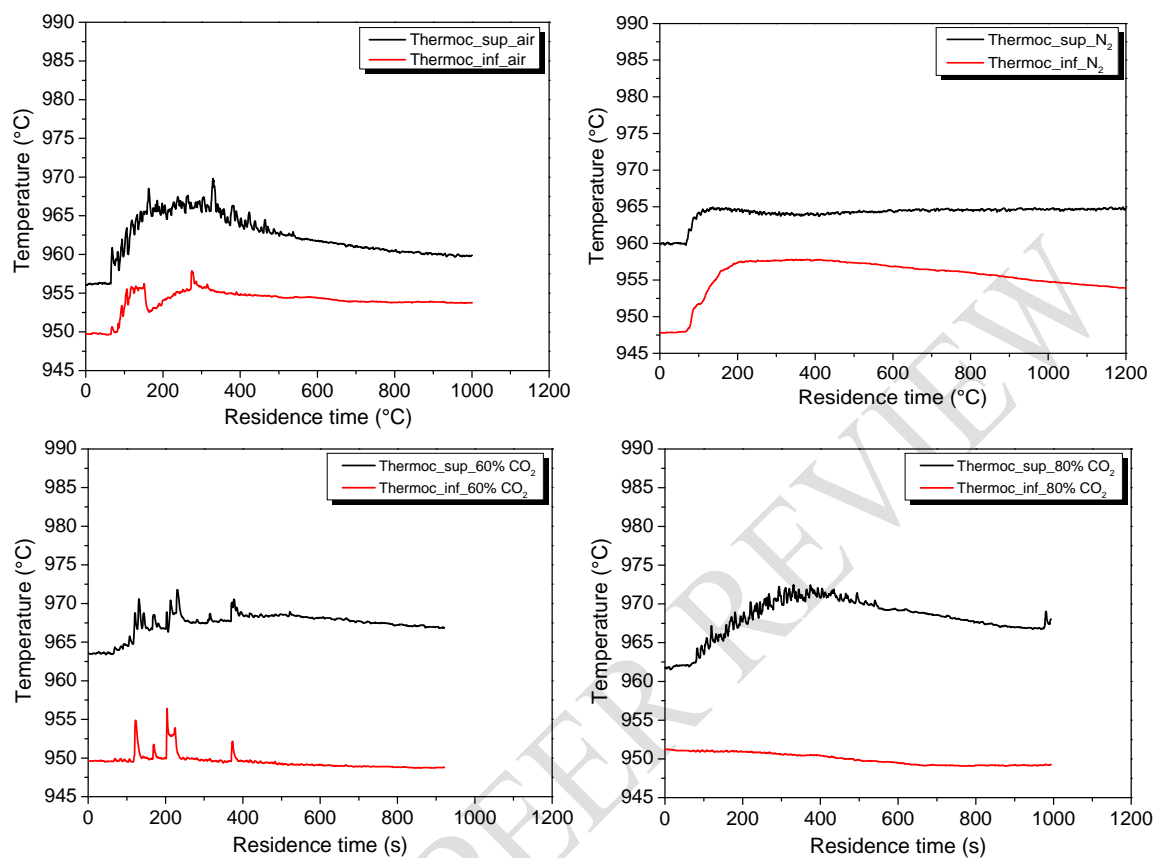 990
985
980
975
970
965
960
955
950
945
Temperature (°C)
Thermoc_sup_air
Thermoc_inf_air
0 200 400 600 800 1000 1200
Residence time (°C)
990
985
980
975
970
965
960
955
950
945
Temperature (°C)
Thermoc_sup_N₂
Thermoc_inf_N₂
0 200 400 600 800 1000 1200
Residence time (°C)
990
985
980
975
970
965
960
955
950
945
Temperature (°C)
Thermoc_sup_60% CO₂
Thermoc_inf_60% CO₂
0 200 400 600 800 1000 1200
Residence time (s)
990
985
980
975
970
965
960
955
950
945
Temperature (°C)
Thermoc_sup_80% CO₂
Thermoc_inf_80% CO₂
0 200 400 600 800 1000 1200
Residence time (s)
PEER REVIEW